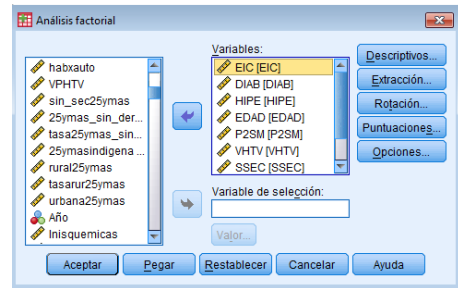 Análisis factorial
habxauto
VPHTV
sin_sec25ymas
25ymas_sin_der...
tasa25ymas_sin...
25ymasindigena ...
rural25ymas
tasarur25ymas
urbana25ymas
Año
Inisquemicas
Variables:
EIC [EIC]
DIAB [DIAB]
HIPE [HIPE]
EDAD [EDAD]
P2SM [P2SM]
VHTV [VHTV]
SSEC [SSEC]
Variable de selección:
Valor...
Descriptivos...
Extracción...
Rotación...
Puntuaciones...
Opciones...
Aceptar
Pegar
Restablecer
Cancelar
Ayuda